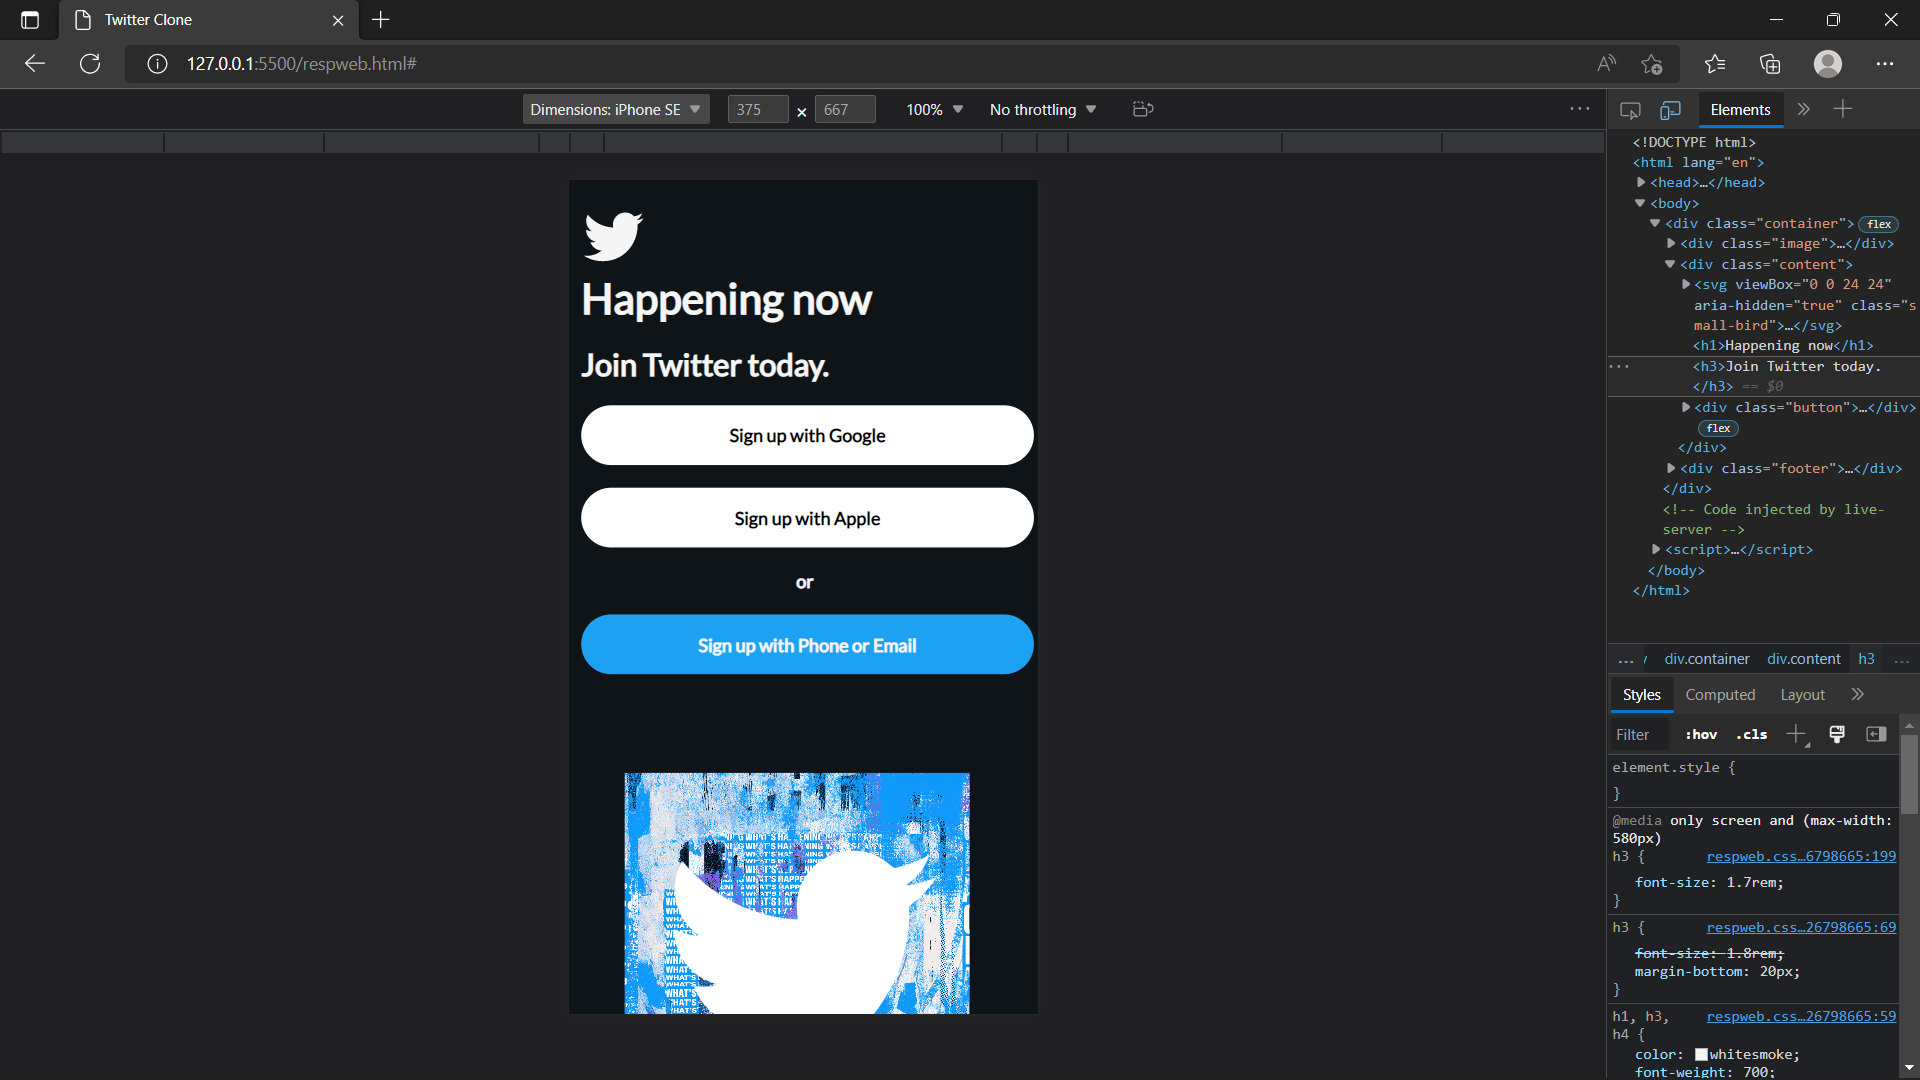 Twitter Clone
127.0.0.1:5500/respweb.html#
Dimensions: iPhone SE
375 × 667
100%
No throttling
Elements
Happening now
Join Twitter today.
Sign up with Google
Sign up with Apple
or
Sign up with Phone or Email
<!DOCTYPE html>
<html lang="en">
<head>…</head>
<body>
<div class="container"> flex
<div class="image">…</div>
<div class="content">
<svg viewBox="0 0 24 24"
aria-hidden="true" class="s
mall-bird">…</svg>
<h1>Happening now</h1>
<h3>Join Twitter today.
</h3> == $0
<div class="button">…</div>
flex
</div>
<div class="footer">…</div>
</div>
<!-- Code injected by live-
server -->
<script>…</script>
</body>
</html>
… y div.container div.content h3 …
Styles Computed Layout
Filter :hov .cls
element.style {
}
@media only screen and (max-width:
580px)
h3 { respweb.css…6798665:199
font-size: 1.7rem;
}
h3 { respweb.css…26798665:69
font-size: 1.8rem;
margin-bottom: 20px;
}
h1, h3, respweb.css…26798665:59
h4 {
color: whitesmoke;
font-weight: 700;